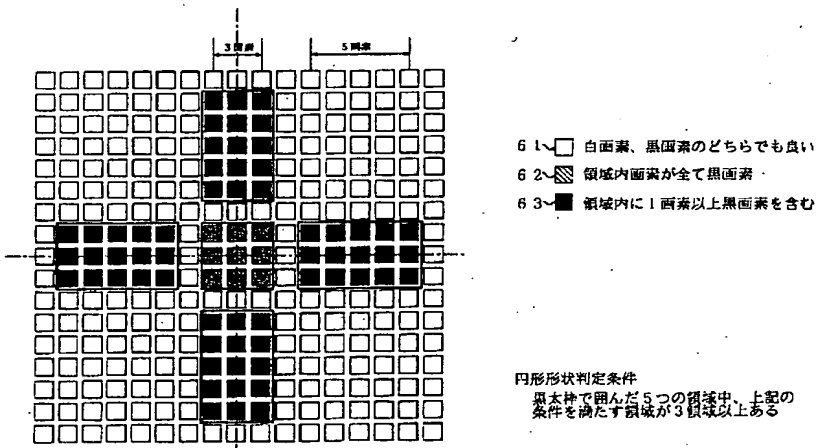 3画素
5画素
61 白画素、黒画素のどちらでも良い
62 領域内画素が全て黒画素
63 領域内に1画素以上黒画素を含む
円形形状判定条件
黒太枠で囲んだ5つの領域中、上記の
条件を満たす領域が3領域以上ある